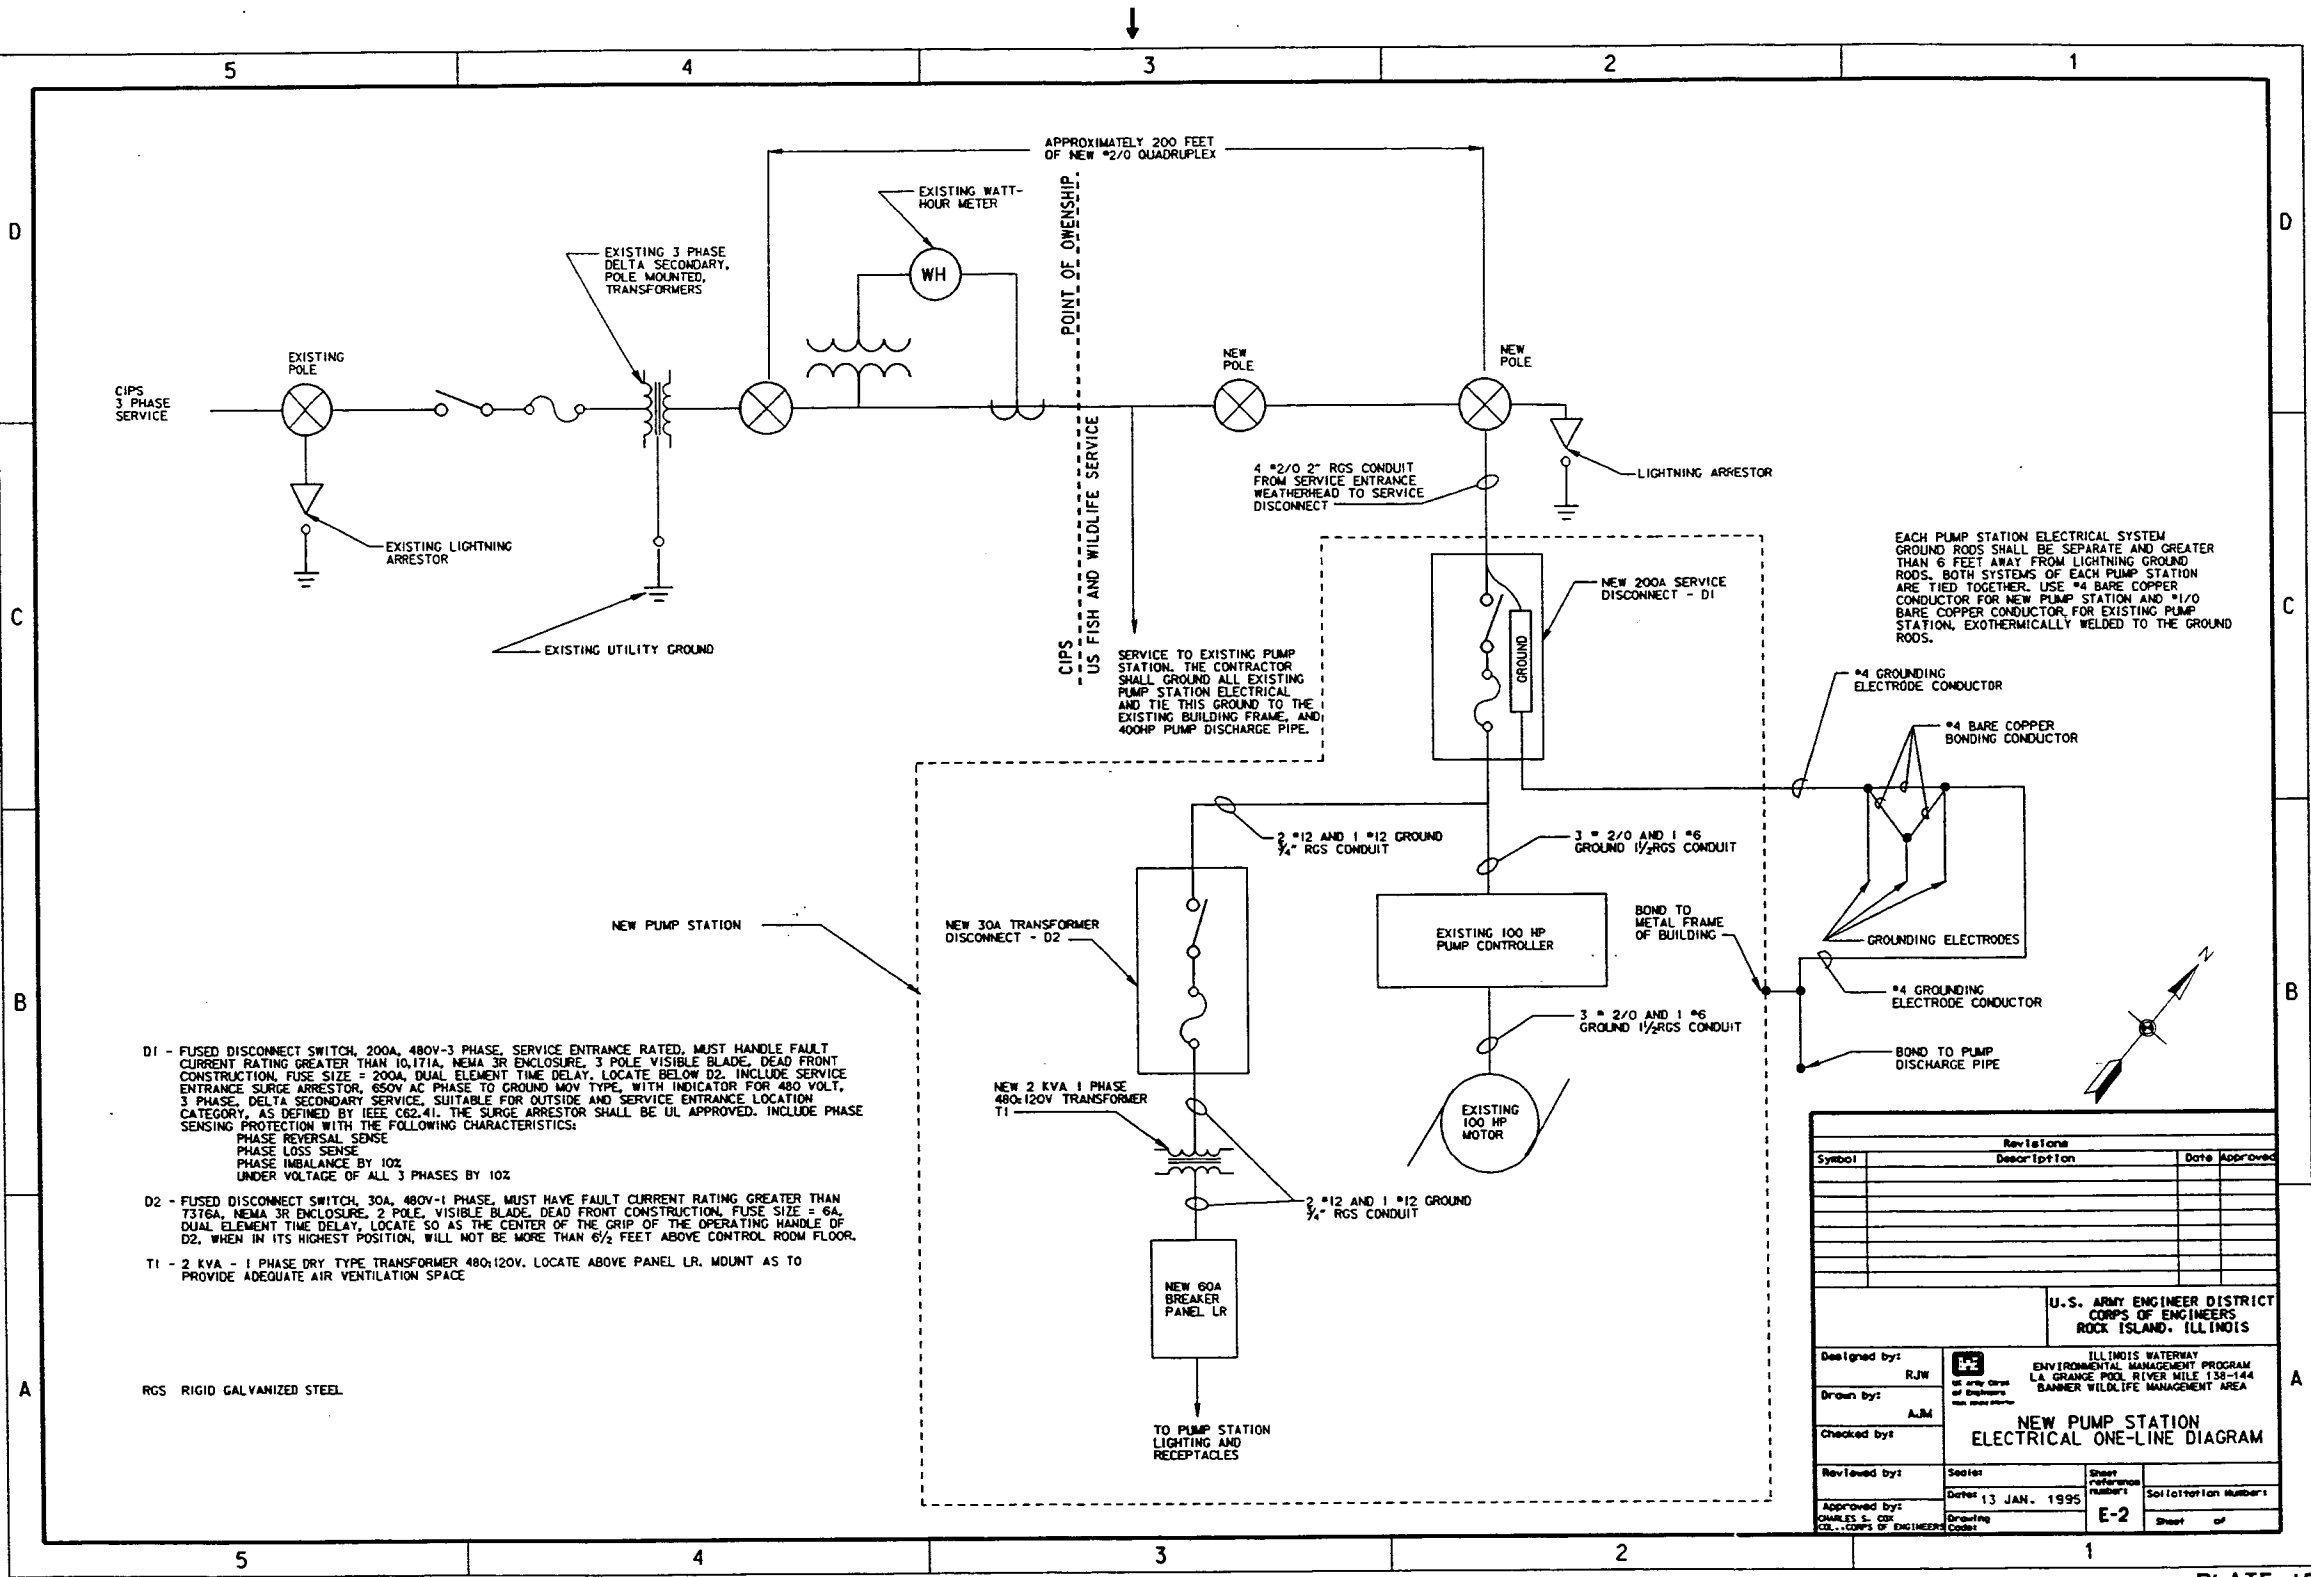 5 4 3 2 1
D
D
C
C
B
B
A
A
APPROXIMATELY 200 FEET
OF NEW #2/0 QUADRUPLEX
EXISTING WATT-
HOUR METER
WH
POINT OF OWENSHIP
CIPS
US FISH AND WILDLIFE SERVICE
EXISTING 3 PHASE
DELTA SECONDARY,
POLE MOUNTED,
TRANSFORMERS
EXISTING
POLE
CIPS
3 PHASE
SERVICE
NEW
POLE
NEW
POLE
EXISTING LIGHTNING
ARRESTOR
EXISTING UTILITY GROUND
4 #2/0 2" RGS CONDUIT
FROM SERVICE ENTRANCE
WEATHERHEAD TO SERVICE
DISCONNECT
LIGHTNING ARRESTOR
SERVICE TO EXISTING PUMP
STATION. THE CONTRACTOR
SHALL GROUND ALL EXISTING
PUMP STATION ELECTRICAL
AND TIE THIS GROUND TO THE
EXISTING BUILDING FRAME, AND
400HP PUMP DISCHARGE PIPE.
GROUND
NEW 200A SERVICE
DISCONNECT - D1
EACH PUMP STATION ELECTRICAL SYSTEM
GROUND RODS SHALL BE SEPARATE AND GREATER
THAN 6 FEET AWAY FROM LIGHTNING GROUND
RODS. BOTH SYSTEMS OF EACH PUMP STATION
ARE TIED TOGETHER. USE #4 BARE COPPER
CONDUCTOR FOR NEW PUMP STATION AND #1/0
BARE COPPER CONDUCTOR FOR EXISTING PUMP
STATION, EXOTHERMICALLY WELDED TO THE GROUND
RODS.
#4 GROUNDING
ELECTRODE CONDUCTOR
#4 BARE COPPER
BONDING CONDUCTOR
GROUNDING ELECTRODES
2 #12 AND 1 #12 GROUND
3/4" RGS CONDUIT
3 # 2/0 AND 1 #6
GROUND 1 1/2 RGS CONDUIT
NEW PUMP STATION
NEW 30A TRANSFORMER
DISCONNECT - D2
EXISTING 100 HP
PUMP CONTROLLER
BOND TO
METAL FRAME
OF BUILDING
#4 GROUNDING
ELECTRODE CONDUCTOR
BOND TO PUMP
DISCHARGE PIPE
N
3 # 2/0 AND 1 #6
GROUND 1 1/2 RGS CONDUIT
NEW 2 KVA 1 PHASE
480:120V TRANSFORMER
T1
EXISTING
100 HP
MOTOR
2 #12 AND 1 #12 GROUND
3/4" RGS CONDUIT
NEW 60A
BREAKER
PANEL LR
TO PUMP STATION
LIGHTING AND
RECEPTACLES
D1 - FUSED DISCONNECT SWITCH, 200A, 480V-3 PHASE, SERVICE ENTRANCE RATED, MUST HANDLE FAULT
CURRENT RATING GREATER THAN 10,171A, NEMA 3R ENCLOSURE, 3 POLE VISIBLE BLADE, DEAD FRONT
CONSTRUCTION, FUSE SIZE = 200A, DUAL ELEMENT TIME DELAY. LOCATE BELOW D2. INCLUDE SERVICE
ENTRANCE SURGE ARRESTOR, 650V AC PHASE TO GROUND MOV TYPE, WITH INDICATOR FOR 480 VOLT,
3 PHASE, DELTA SECONDARY SERVICE, SUITABLE FOR OUTSIDE AND SERVICE ENTRANCE LOCATION
CATEGORY, AS DEFINED BY IEEE C62.41. THE SURGE ARRESTOR SHALL BE UL APPROVED. INCLUDE PHASE
SENSING PROTECTION WITH THE FOLLOWING CHARACTERISTICS:
PHASE REVERSAL SENSE
PHASE LOSS SENSE
PHASE IMBALANCE BY 10%
UNDER VOLTAGE OF ALL 3 PHASES BY 10%
D2 - FUSED DISCONNECT SWITCH, 30A, 480V-1 PHASE, MUST HAVE FAULT CURRENT RATING GREATER THAN
7376A, NEMA 3R ENCLOSURE, 2 POLE, VISIBLE BLADE, DEAD FRONT CONSTRUCTION, FUSE SIZE = 6A,
DUAL ELEMENT TIME DELAY, LOCATE SO AS THE CENTER OF THE GRIP OF THE OPERATING HANDLE OF
D2, WHEN IN ITS HIGHEST POSITION, WILL NOT BE MORE THAN 6 1/2 FEET ABOVE CONTROL ROOM FLOOR.
T1 - 2 KVA - 1 PHASE DRY TYPE TRANSFORMER 480:120V. LOCATE ABOVE PANEL LR. MOUNT AS TO
PROVIDE ADEQUATE AIR VENTILATION SPACE
RGS RIGID GALVANIZED STEEL
Revisions
Symbol Description Date Approved
U.S. ARMY ENGINEER DISTRICT
CORPS OF ENGINEERS
ROCK ISLAND, ILLINOIS
Designed by:
RJW
Drawn by:
AJM
Checked by:
Reviewed by:
Approved by:
CHARLES S. COX
COL., CORPS OF ENGINEERS
US Army Corps
of Engineers
ILLINOIS WATERWAY
ENVIRONMENTAL MANAGEMENT PROGRAM
LA GRANGE POOL RIVER MILE 138-144
BANNER WILDLIFE MANAGEMENT AREA
NEW PUMP STATION
ELECTRICAL ONE-LINE DIAGRAM
Scale:
Date: 13 JAN. 1995
Drawing
Code:
Sheet
reference
number:
E-2
Solicitation Number:
Sheet of
5 4 3 2 1